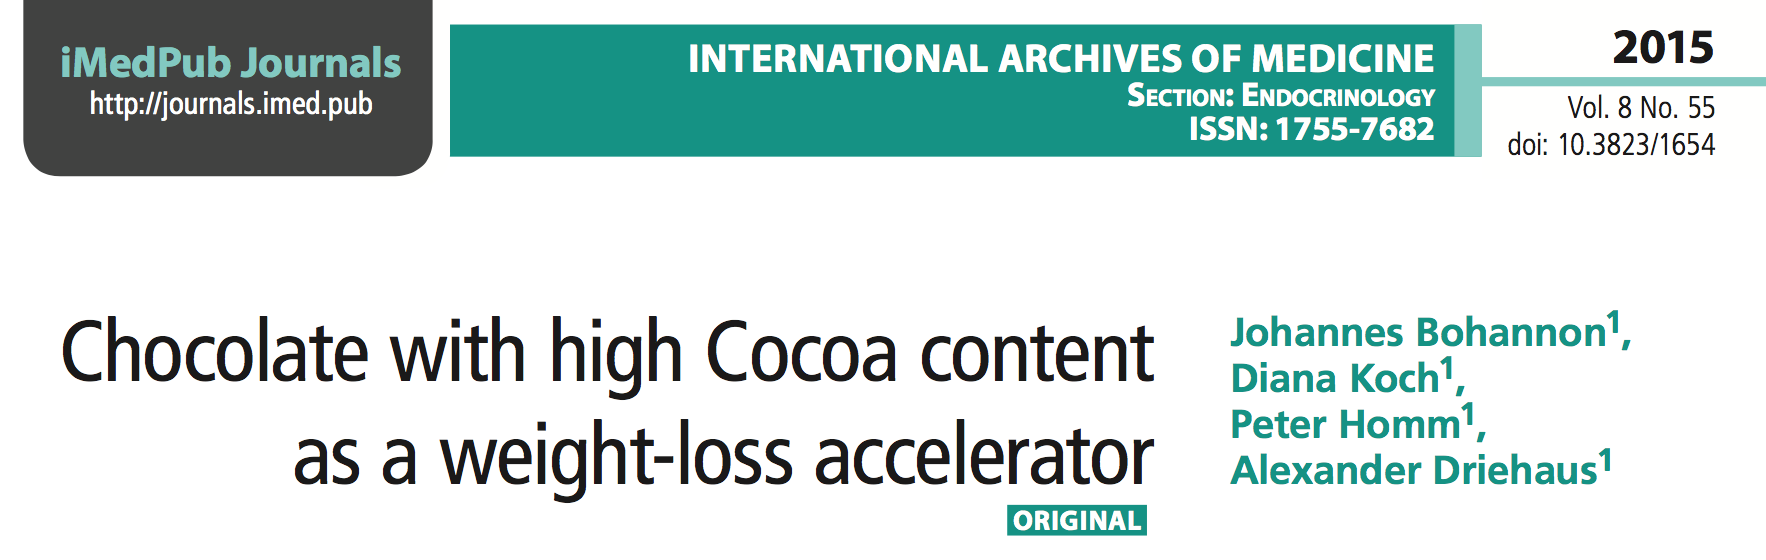 iMedPub Journals
http://journals.imed.pub
INTERNATIONAL ARCHIVES OF MEDICINE
SECTION: ENDOCRINOLOGY
ISSN: 1755-7682
2015
Vol. 8 No. 55
doi: 10.3823/1654
Chocolate with high Cocoa content
as a weight-loss accelerator
ORIGINAL
Johannes Bohannon¹,
Diana Koch¹,
Peter Homm¹,
Alexander Driehaus¹